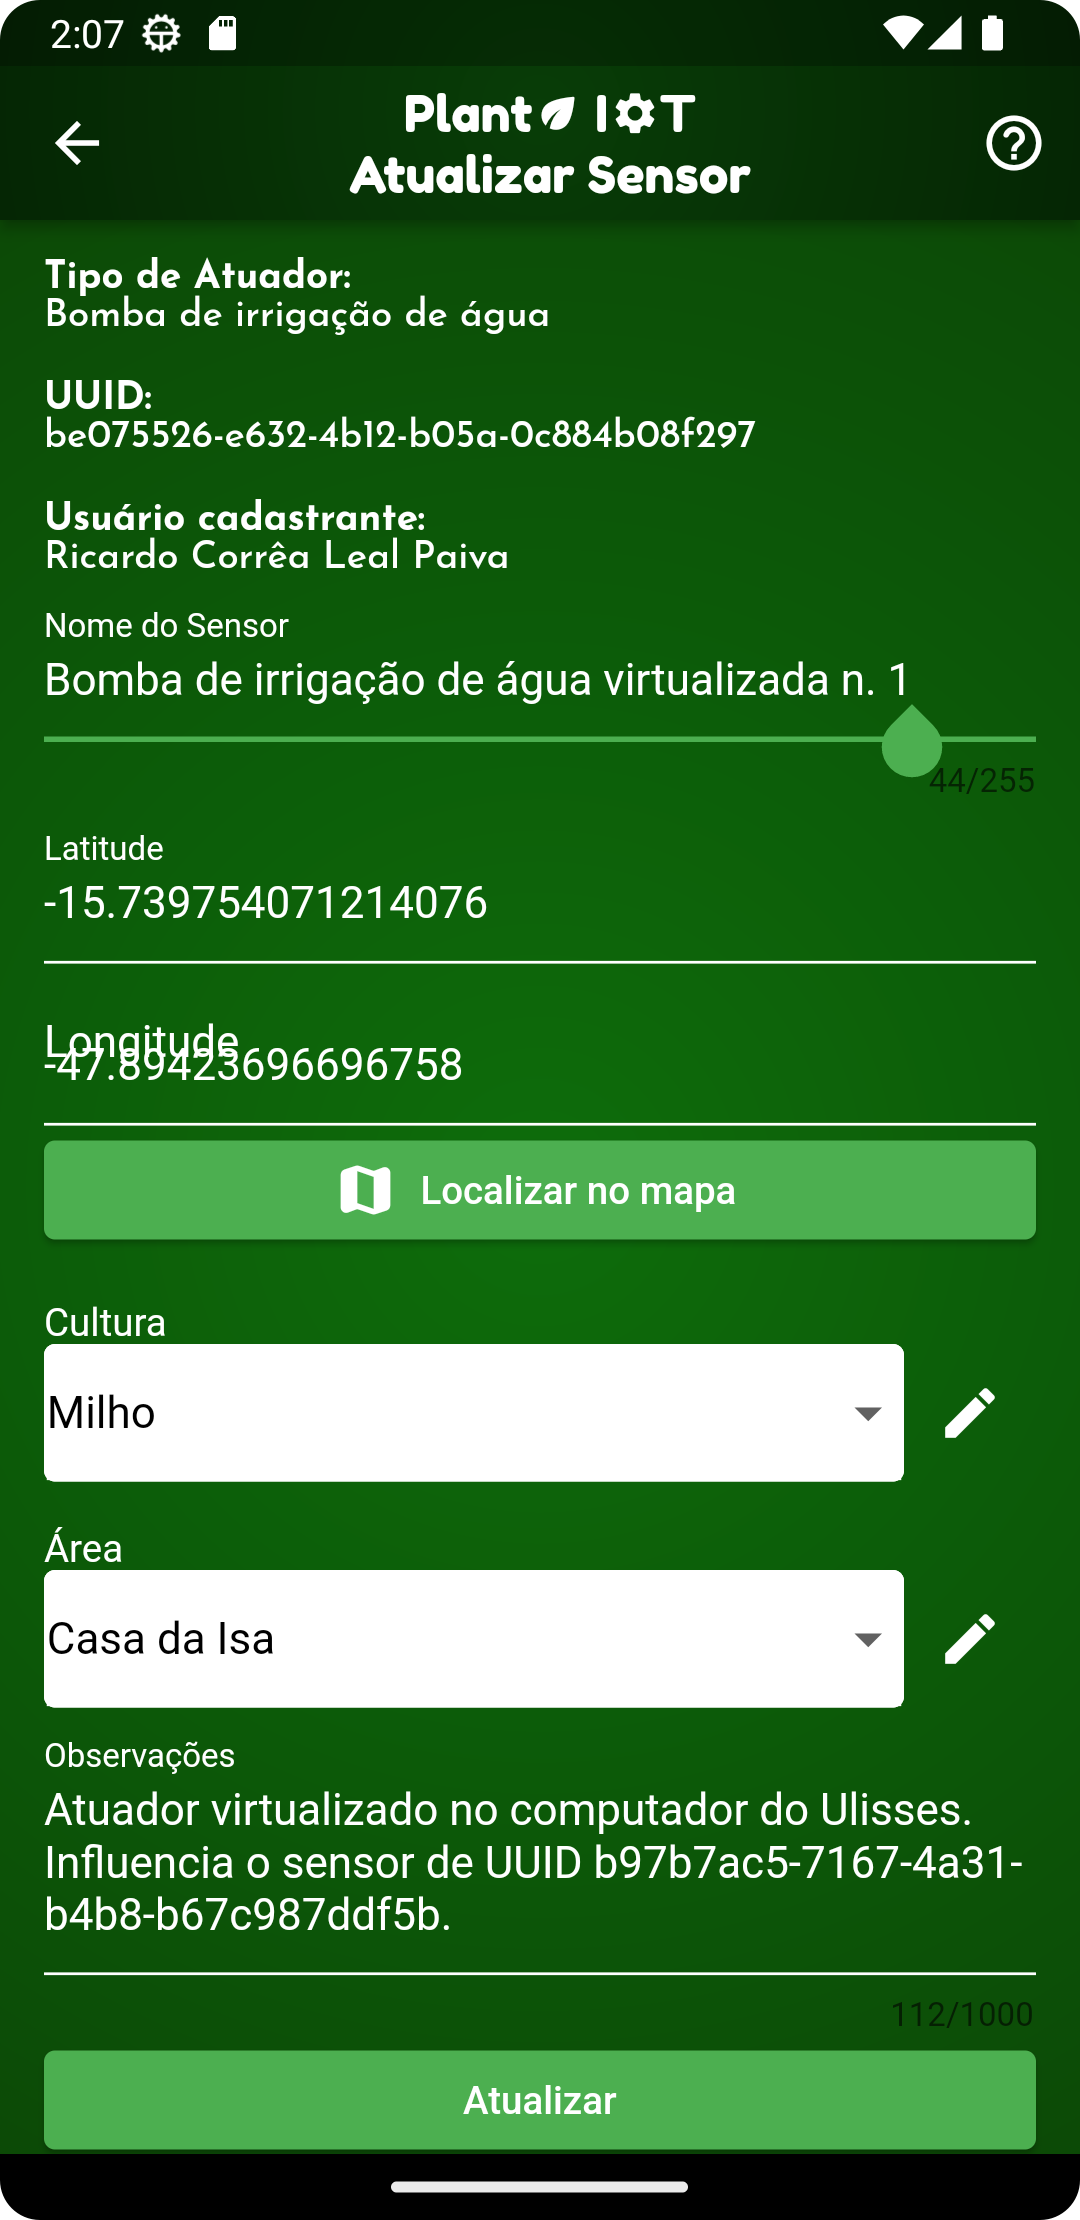 2:07
Plant I T
Atualizar Sensor
Tipo de Atuador:
Bomba de irrigação de água
UUID:
be075526-e632-4b12-b05a-0c884b08f297
Usuário cadastrante:
Ricardo Corrêa Leal Paiva
Nome do Sensor
Bomba de irrigação de água virtualizada n. 1
44/255
Latitude
-15.739754071214076
Longitude
-47.89423696696758
Localizar no mapa
Cultura
Milho
Área
Casa da Isa
Observações
Atuador virtualizado no computador do Ulisses.
Influencia o sensor de UUID b97b7ac5-7167-4a31-
b4b8-b67c987ddf5b.
112/1000
Atualizar